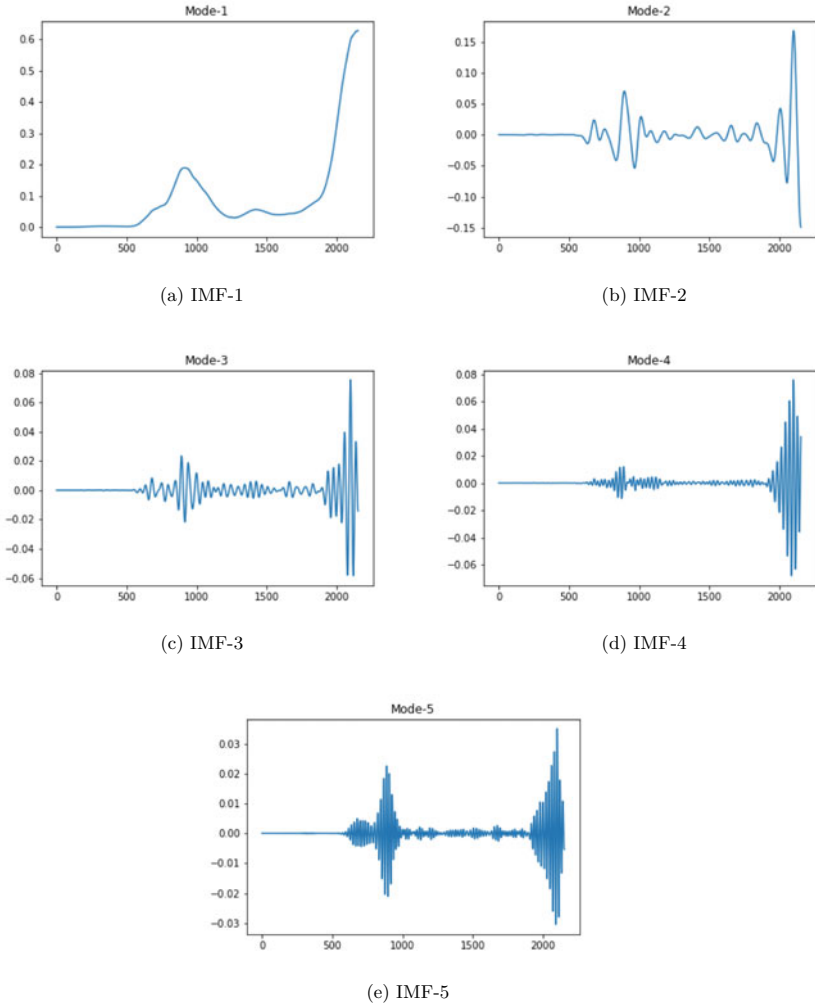 Mode-1
0.6
0.5
0.4
0.3
0.2
0.1
0.0
0 500 1000 1500 2000
(a) IMF-1
Mode-2
0.15
0.10
0.05
0.00
−0.05
−0.10
−0.15
0 500 1000 1500 2000
(b) IMF-2
Mode-3
0.08
0.06
0.04
0.02
0.00
−0.02
−0.04
−0.06
0 500 1000 1500 2000
(c) IMF-3
Mode-4
0.08
0.06
0.04
0.02
0.00
−0.02
−0.04
−0.06
0 500 1000 1500 2000
(d) IMF-4
Mode-5
0.03
0.02
0.01
0.00
−0.01
−0.02
−0.03
0 500 1000 1500 2000
(e) IMF-5